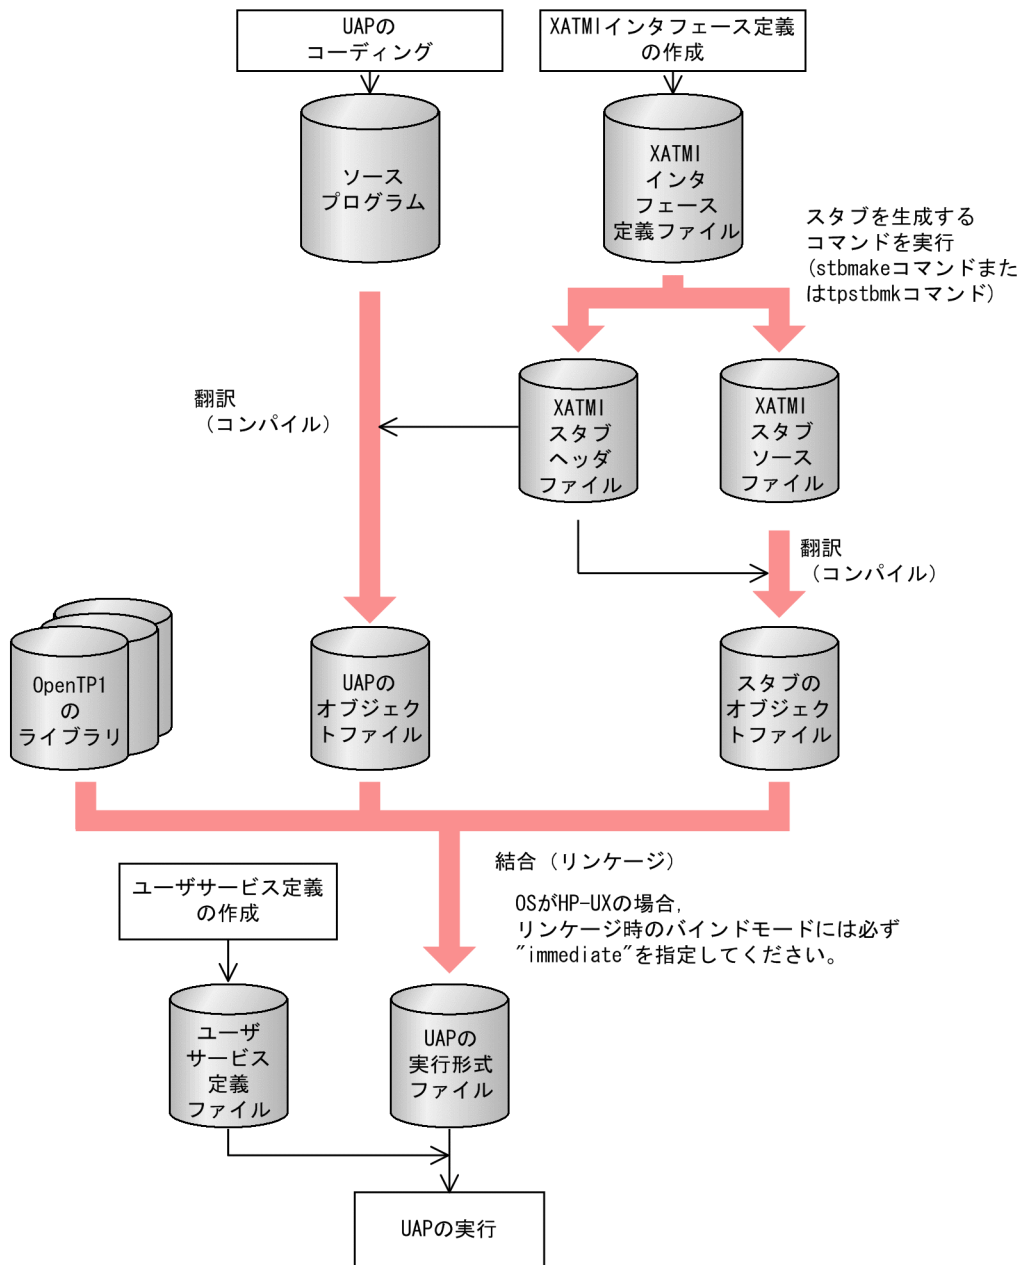 UAPの
コーディング
XATMIインタフェース定義
の作成
ソース
プログラム
XATMI
インタ
フェース
定義ファイル
スタブを生成する
コマンドを実行
(stbmakeコマンドまた
はtpstbmkコマンド)
翻訳
（コンパイル）
XATMI
スタブ
ヘッダ
ファイル
XATMI
スタブ
ソース
ファイル
翻訳
（コンパイル）
OpenTP1
の
ライブラリ
UAPの
オブジェク
トファイル
スタブの
オブジェク
トファイル
結合（リンケージ）
OSがHP-UXの場合,
リンケージ時のバインドモードには必ず
"immediate"を指定してください。
ユーザサービス定義
の作成
ユーザ
サービス
定義
ファイル
UAPの
実行形式
ファイル
UAPの実行